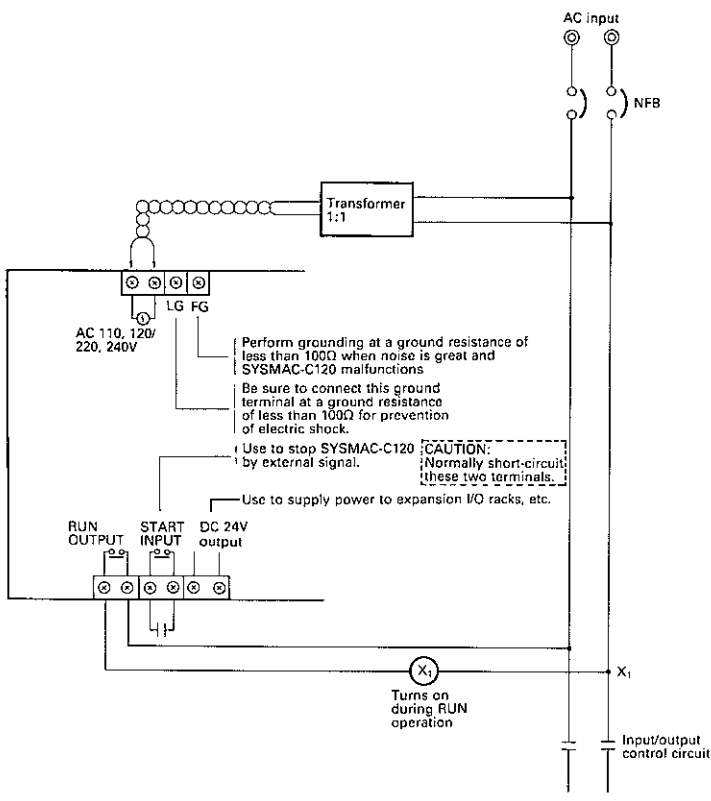 AC input
NFB
Transformer
1:1
LG FG
AC 110, 120/
220, 240V
Perform grounding at a ground resistance of
less than 100Ω when noise is great and
SYSMAC-C120 malfunctions
Be sure to connect this ground
terminal at a ground resistance
of less than 100Ω for prevention
of electric shock.
Use to stop SYSMAC-C120
by external signal.
CAUTION:
Normally short-circuit
these two terminals.
Use to supply power to expansion I/O racks, etc.
RUN
OUTPUT
START
INPUT
DC 24V
output
X₁
X₁
Turns on
during RUN
operation
Input/output
control circuit